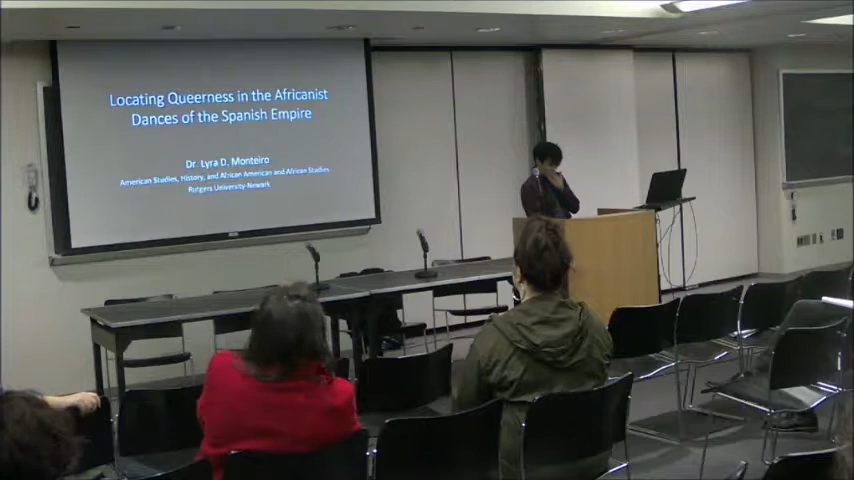 Locating Queerness in the Africanist
Dances of the Spanish Empire
Dr. Lyra D. Monteiro
American Studies, History, and African American and African Studies
Rutgers University-Newark